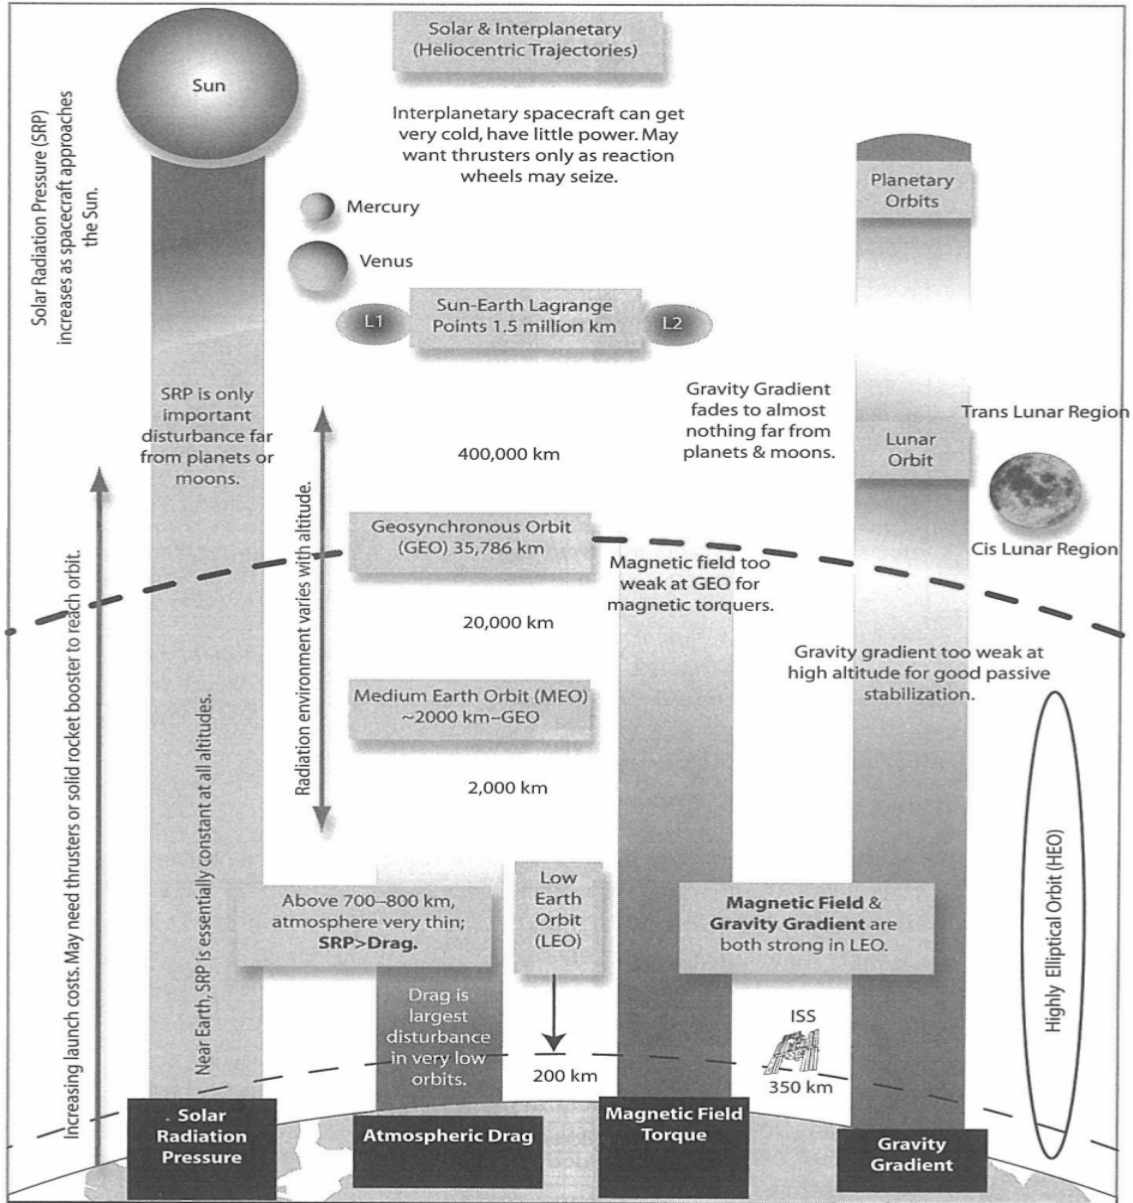 Solar & Interplanetary
(Heliocentric Trajectories)
Sun
Interplanetary spacecraft can get
very cold, have little power. May
want thrusters only as reaction
wheels may seize.
Solar Radiation Pressure (SRP)
increases as spacecraft approaches
the Sun.
Planetary
Orbits
Mercury
Venus
L1
Sun-Earth Lagrange
Points 1.5 million km
L2
SRP is only
important
disturbance far
from planets or
moons.
Gravity Gradient
fades to almost
nothing far from
planets & moons.
Trans Lunar Region
Lunar
Orbit
400,000 km
Cis Lunar Region
Radiation environment varies with altitude.
Geosynchronous Orbit
(GEO) 35,786 km
Magnetic field too
weak at GEO for
magnetic torquers.
20,000 km
Gravity gradient too weak at
high altitude for good passive
stabilization.
Medium Earth Orbit (MEO)
~2000 km–GEO
2,000 km
Increasing launch costs. May need thrusters or solid rocket booster to reach orbit.
Near Earth, SRP is essentially constant at all altitudes.
Above 700–800 km,
atmosphere very thin;
SRP>Drag.
Low
Earth
Orbit
(LEO)
Magnetic Field &
Gravity Gradient are
both strong in LEO.
Highly Elliptical Orbit (HEO)
Drag is
largest
disturbance
in very low
orbits.
200 km
ISS
350 km
Solar
Radiation
Pressure
Atmospheric Drag
Magnetic Field
Torque
Gravity
Gradient